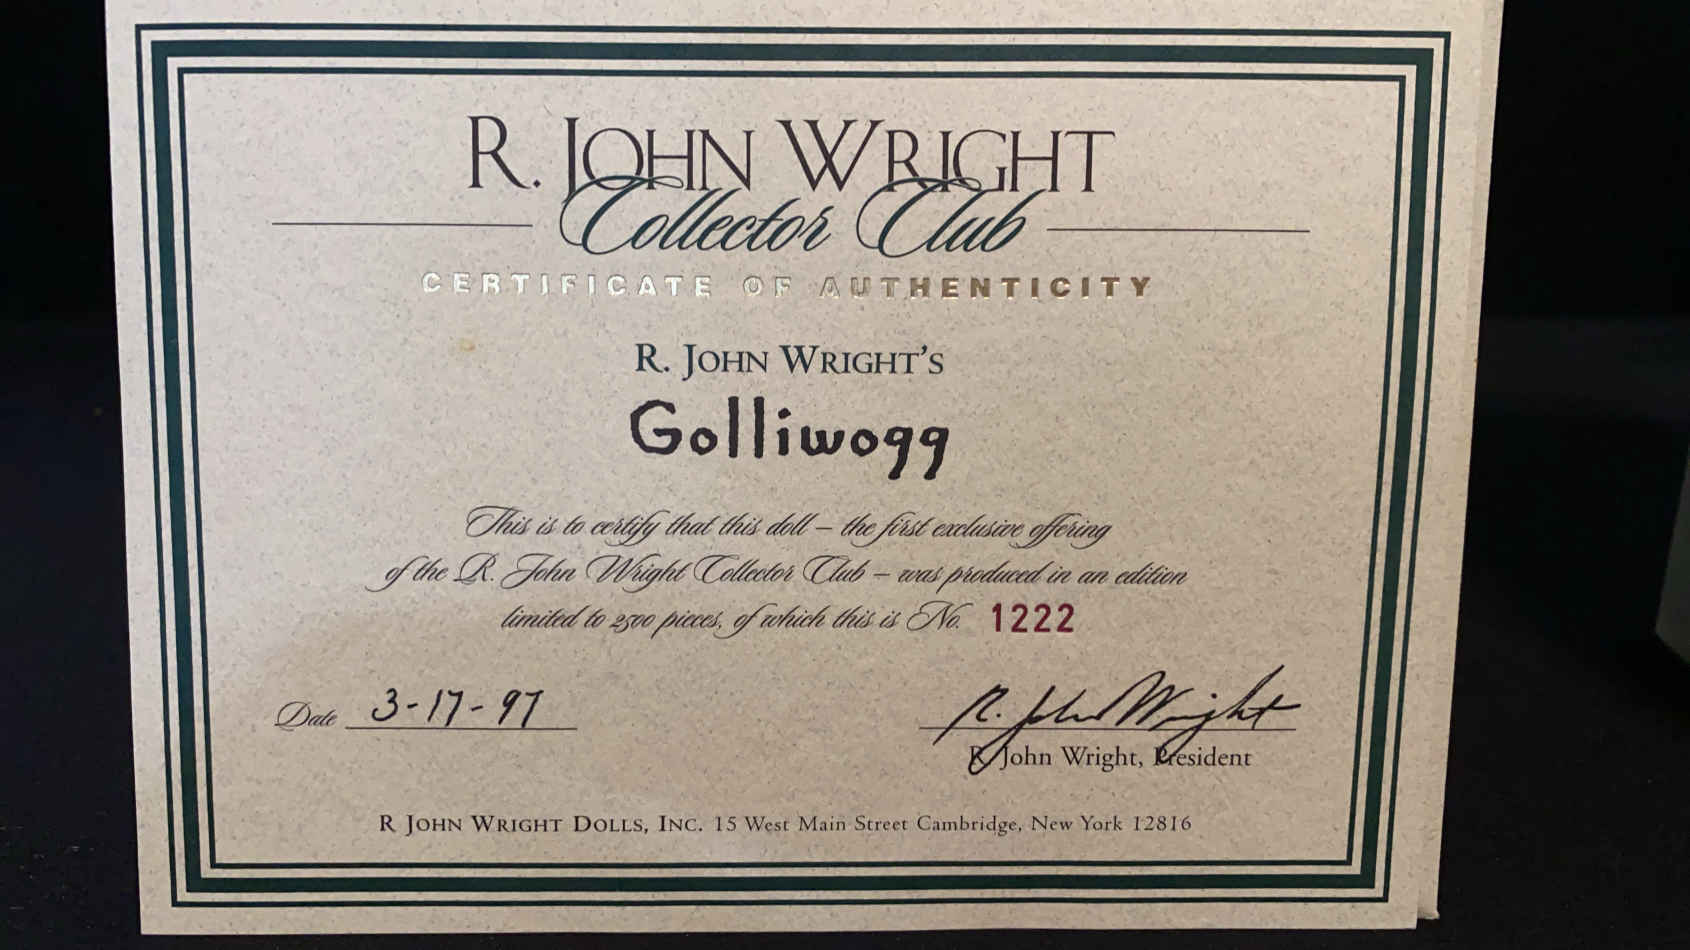 R. JOHN WRIGHT
Collector Club
CERTIFICATE OF AUTHENTICITY
R. JOHN WRIGHT'S
Golliwogg
This is to certify that this doll – the first exclusive offering
of the R. John Wright Collector Club – was produced in an edition
limited to 2500 pieces, of which this is No. 1222
Date 3-17-97
R. John Wright
R. John Wright, President
R JOHN WRIGHT DOLLS, INC. 15 West Main Street Cambridge, New York 12816